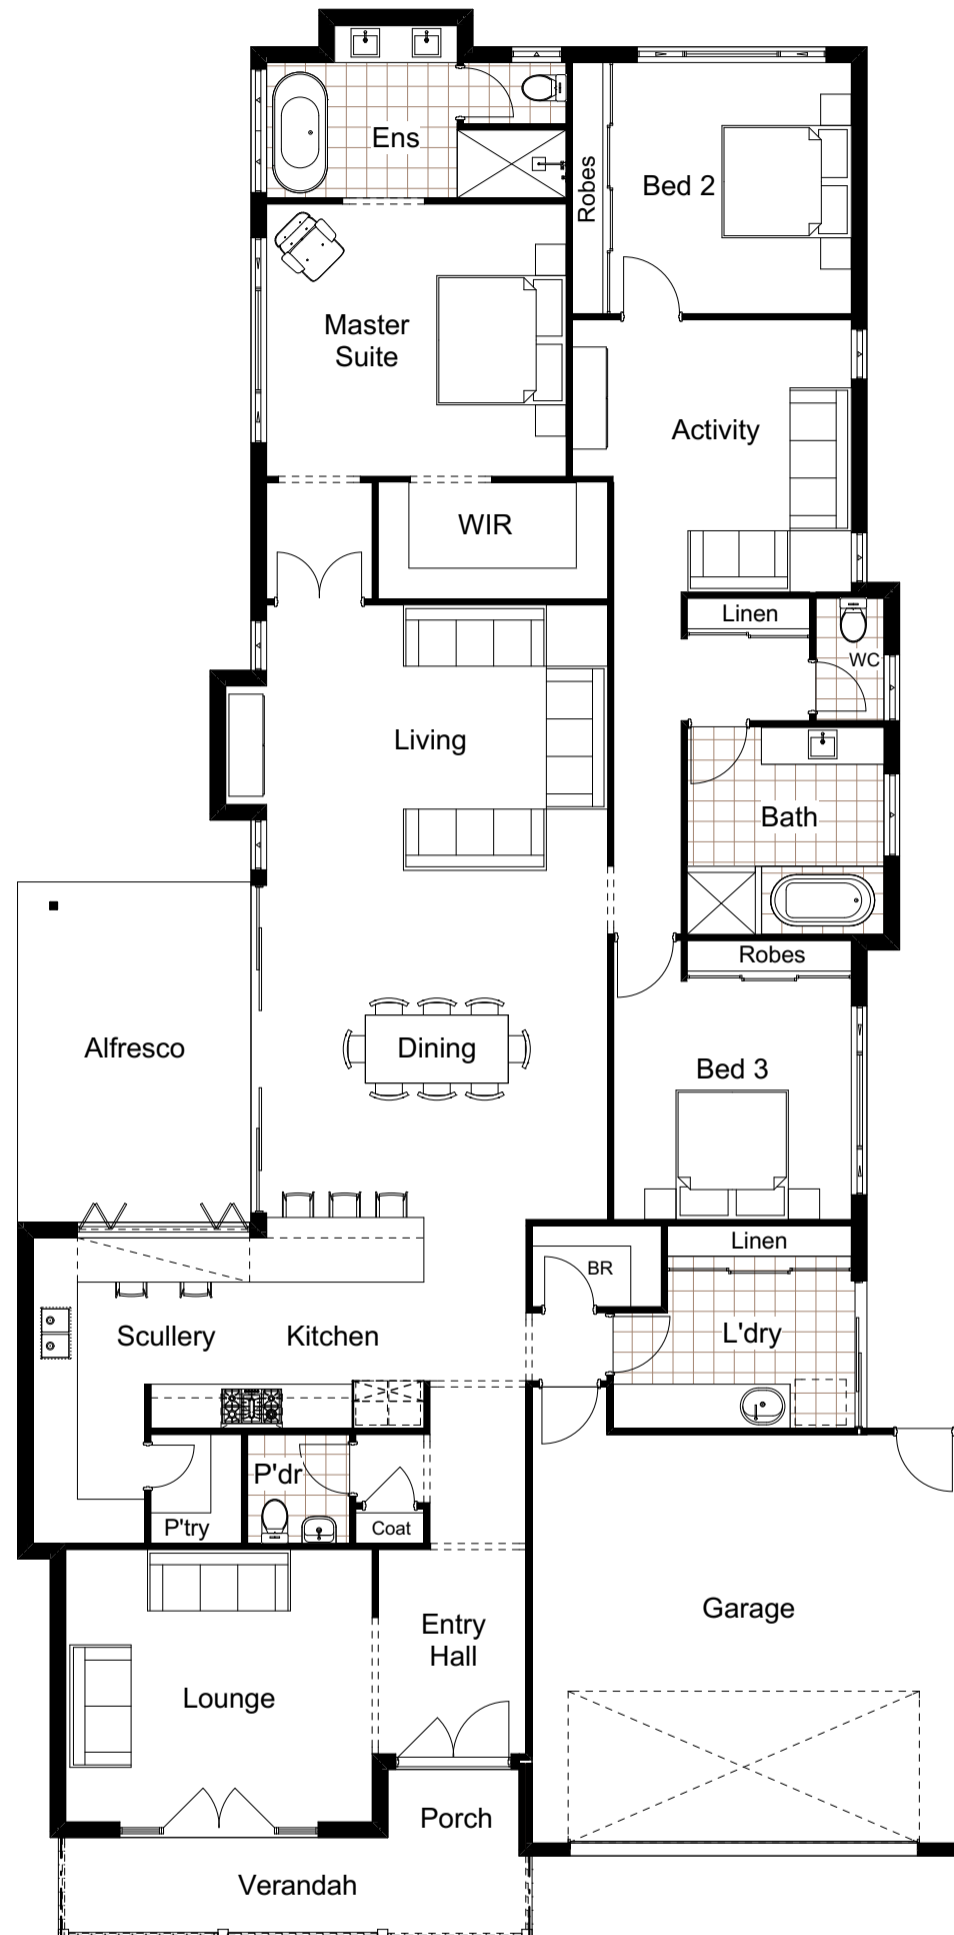 Ens
Robes
Bed 2
Master
Suite
Activity
WIR
Linen
WC
Living
Bath
Robes
Alfresco
Dining
Bed 3
Linen
BR
Scullery
Kitchen
L'dry
P'dr
P'try
Coat
Garage
Entry
Hall
Lounge
Porch
Verandah